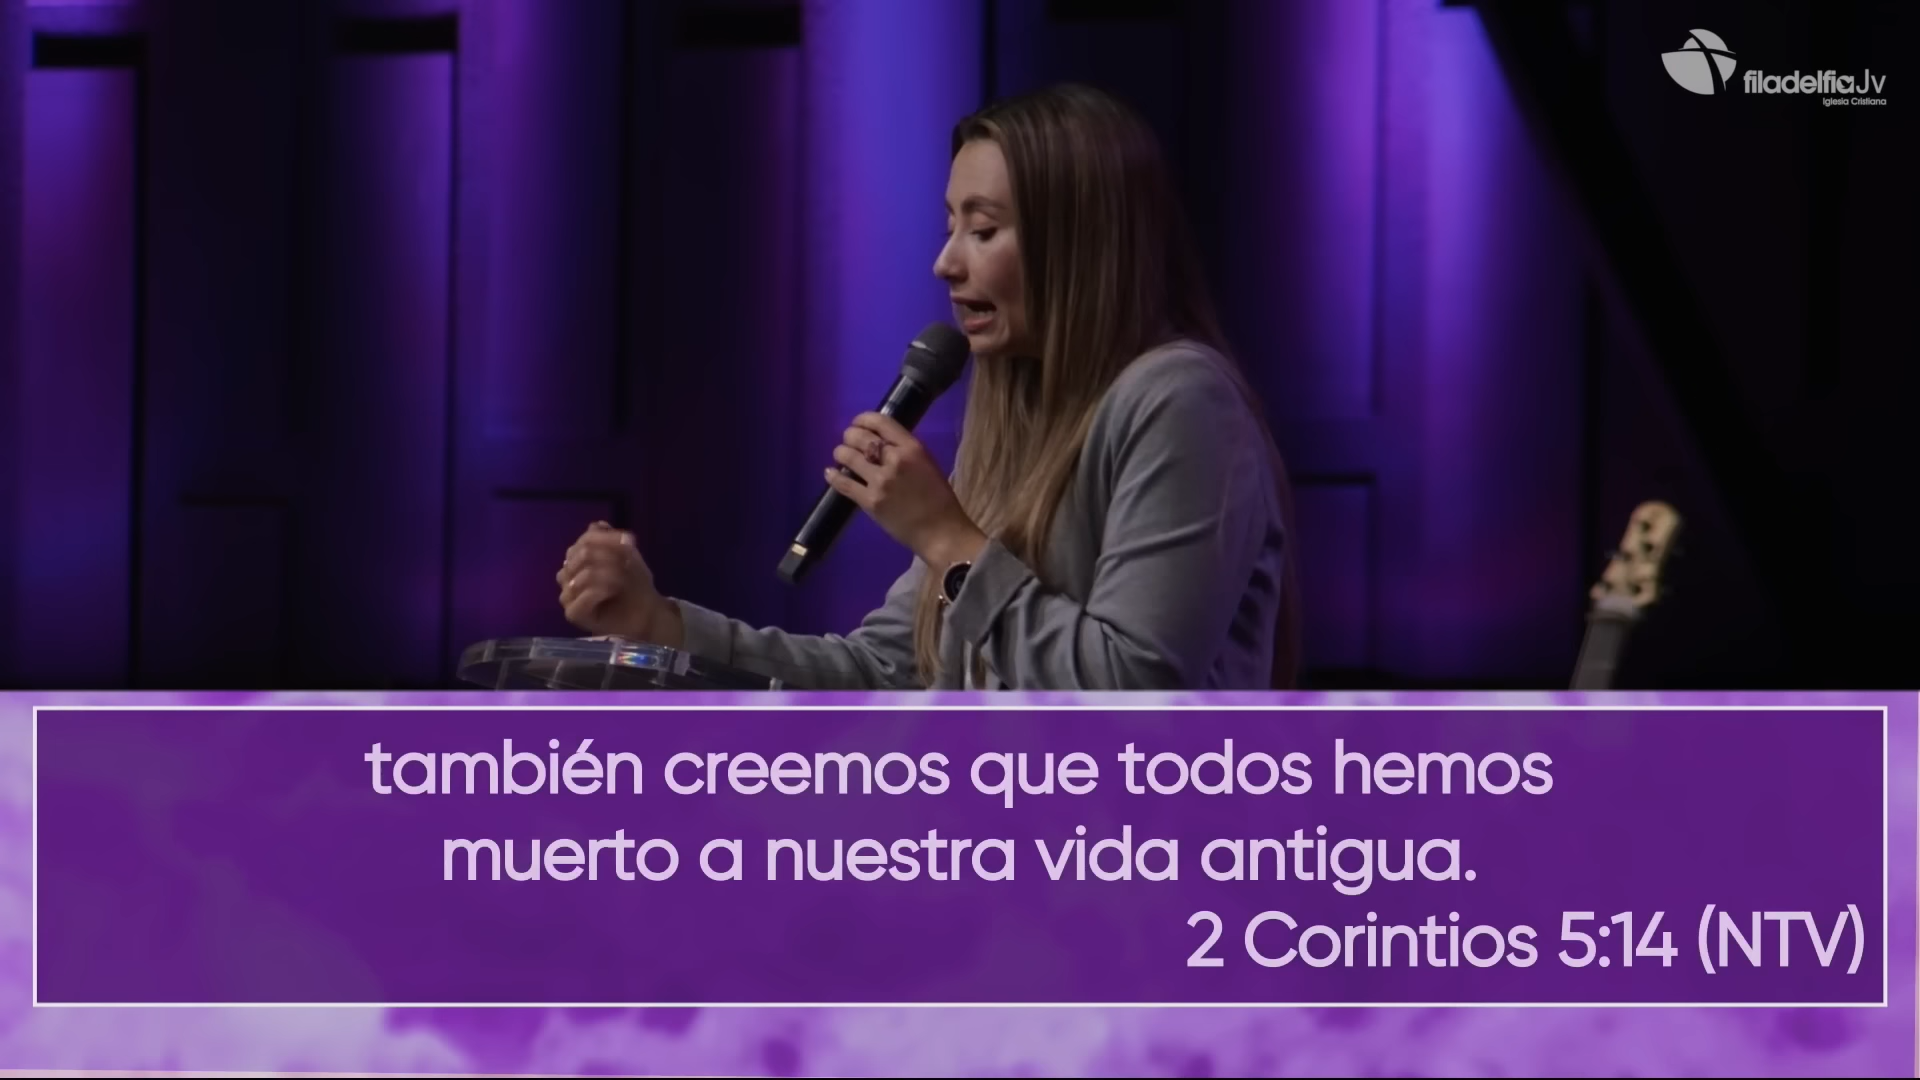 filadelfiaJv
Iglesia Cristiana
también creemos que todos hemos
muerto a nuestra vida antigua.
2 Corintios 5:14 (NTV)